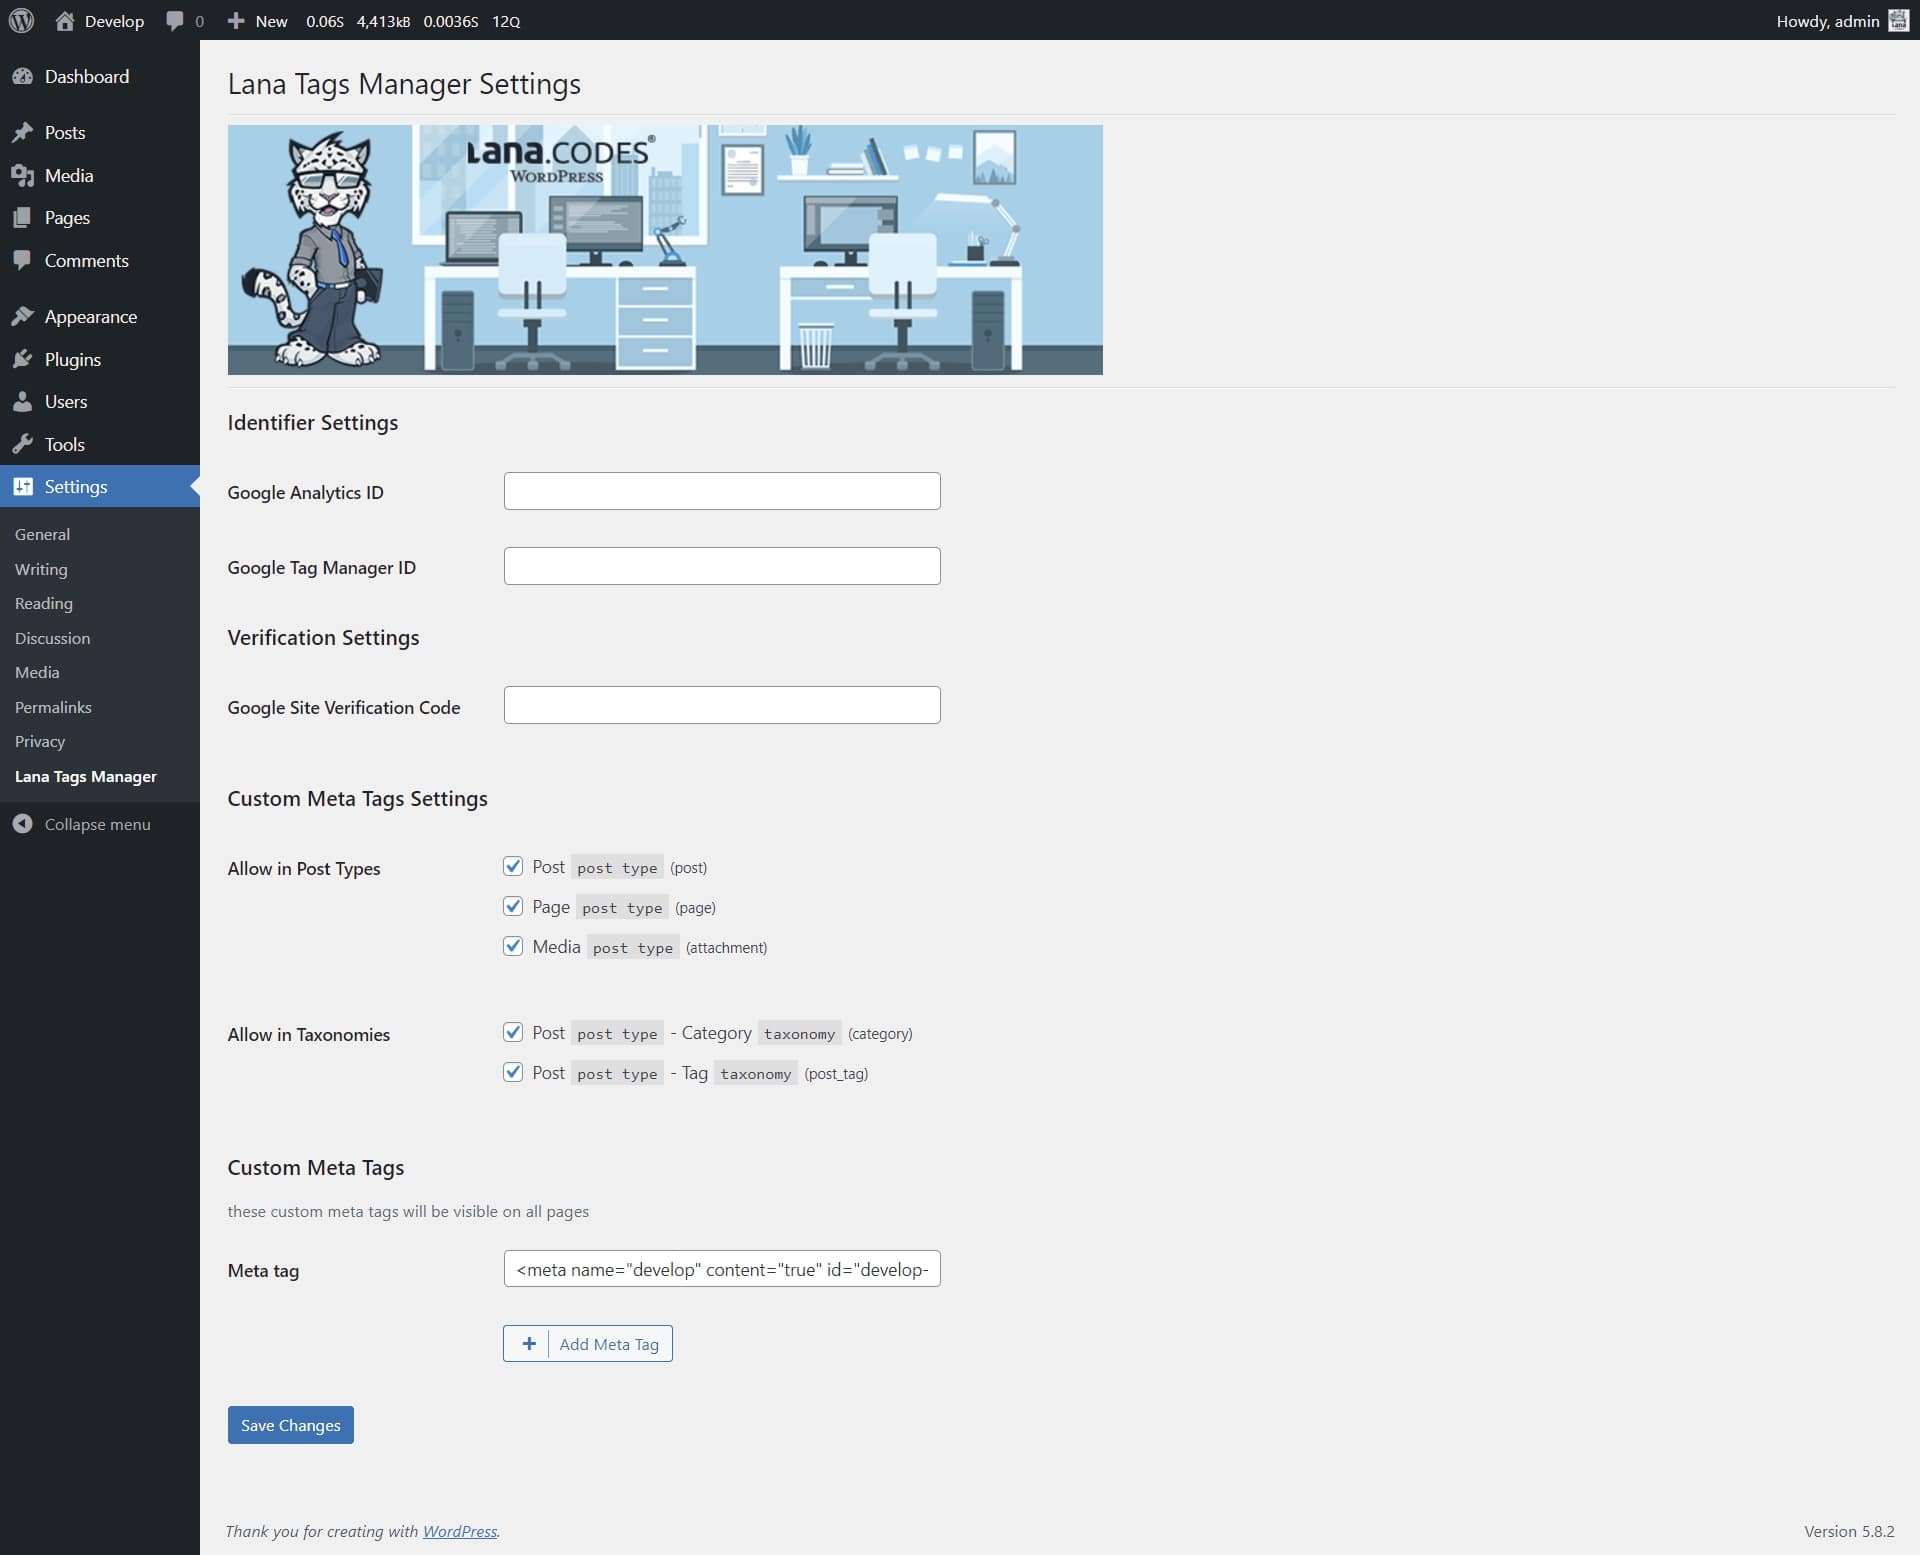 Develop 0 New 0.06S 4,413kB 0.0036S 12Q Howdy, admin
Dashboard
Posts
Media
Pages
Comments
Appearance
Plugins
Users
Tools
Settings
General
Writing
Reading
Discussion
Media
Permalinks
Privacy
Lana Tags Manager
Collapse menu
Lana Tags Manager Settings
Lana.CODES®
WORDPRESS
Identifier Settings
Google Analytics ID
Google Tag Manager ID
Verification Settings
Google Site Verification Code
Custom Meta Tags Settings
Allow in Post Types
Post post type (post)
Page post type (page)
Media post type (attachment)
Allow in Taxonomies
Post post type - Category taxonomy (category)
Post post type - Tag taxonomy (post_tag)
Custom Meta Tags
these custom meta tags will be visible on all pages
Meta tag <meta name="develop" content="true" id="develop-
+ Add Meta Tag
Save Changes
Thank you for creating with WordPress. Version 5.8.2